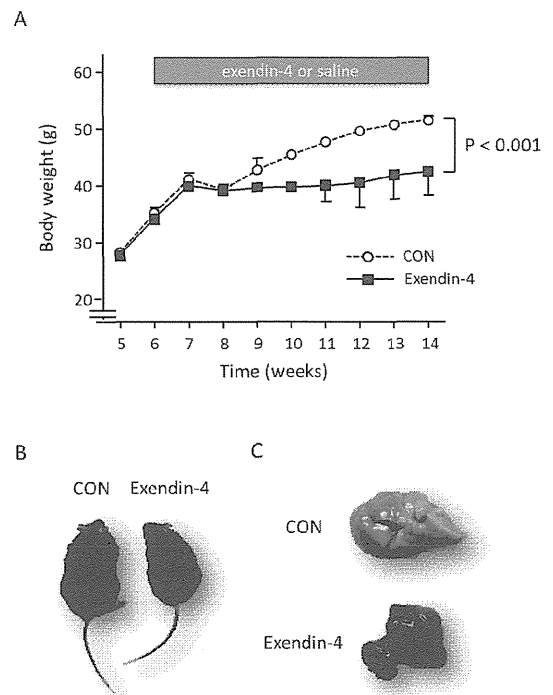 A
exendin-4 or saline
60
50
40
30
20
Body weight (g)
P < 0.001
CON
Exendin-4
5 6 7 8 9 10 11 12 13 14
Time (weeks)
B
CON Exendin-4
C
CON
Exendin-4